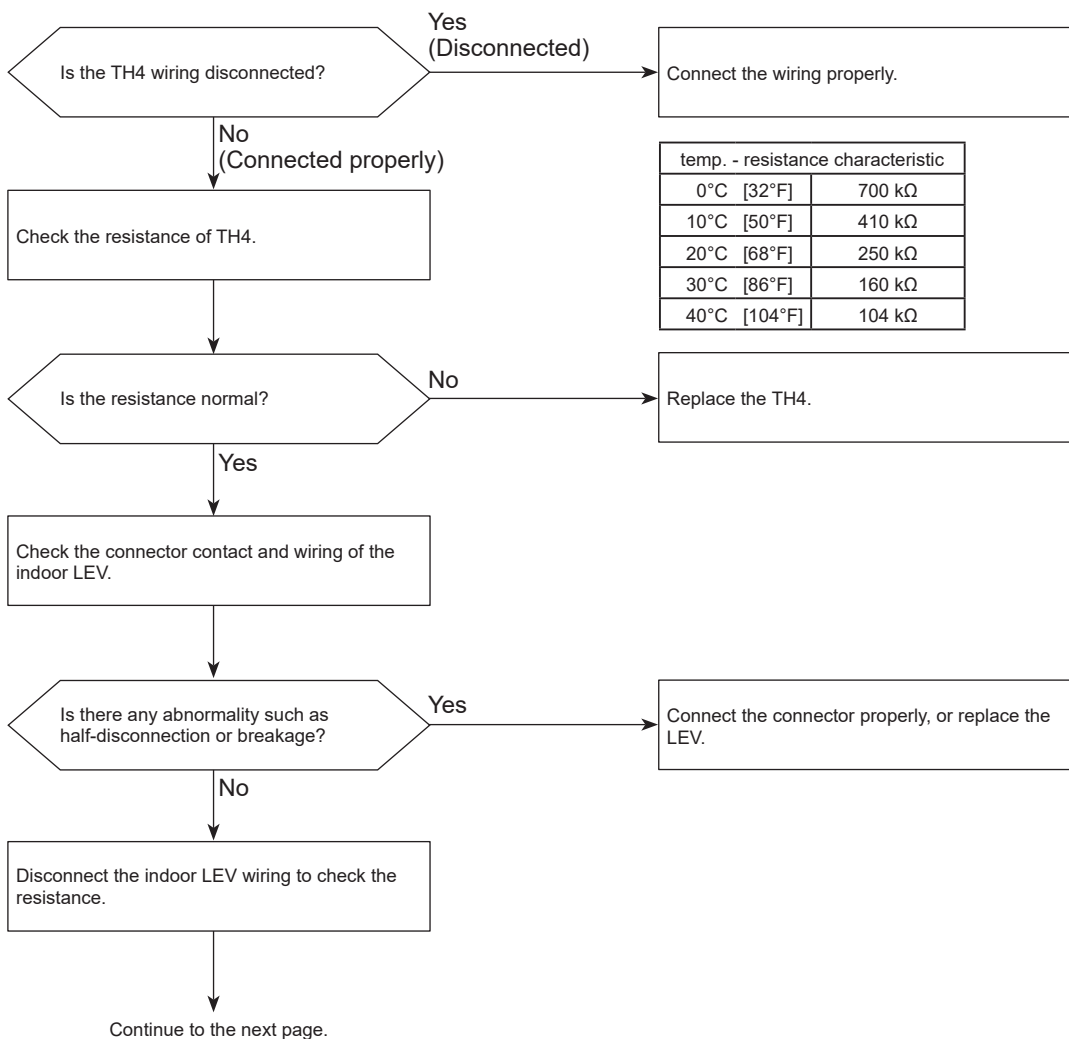 Yes
(Disconnected)
Is the TH4 wiring disconnected?
Connect the wiring properly.
No
(Connected properly)
temp. - resistance characteristic
0°C [32°F] 700 kΩ
10°C [50°F] 410 kΩ
20°C [68°F] 250 kΩ
30°C [86°F] 160 kΩ
40°C [104°F] 104 kΩ
Check the resistance of TH4.
Is the resistance normal?
No
Replace the TH4.
Yes
Check the connector contact and wiring of the
indoor LEV.
Is there any abnormality such as
half-disconnection or breakage?
Yes
Connect the connector properly, or replace the
LEV.
No
Disconnect the indoor LEV wiring to check the
resistance.
Continue to the next page.